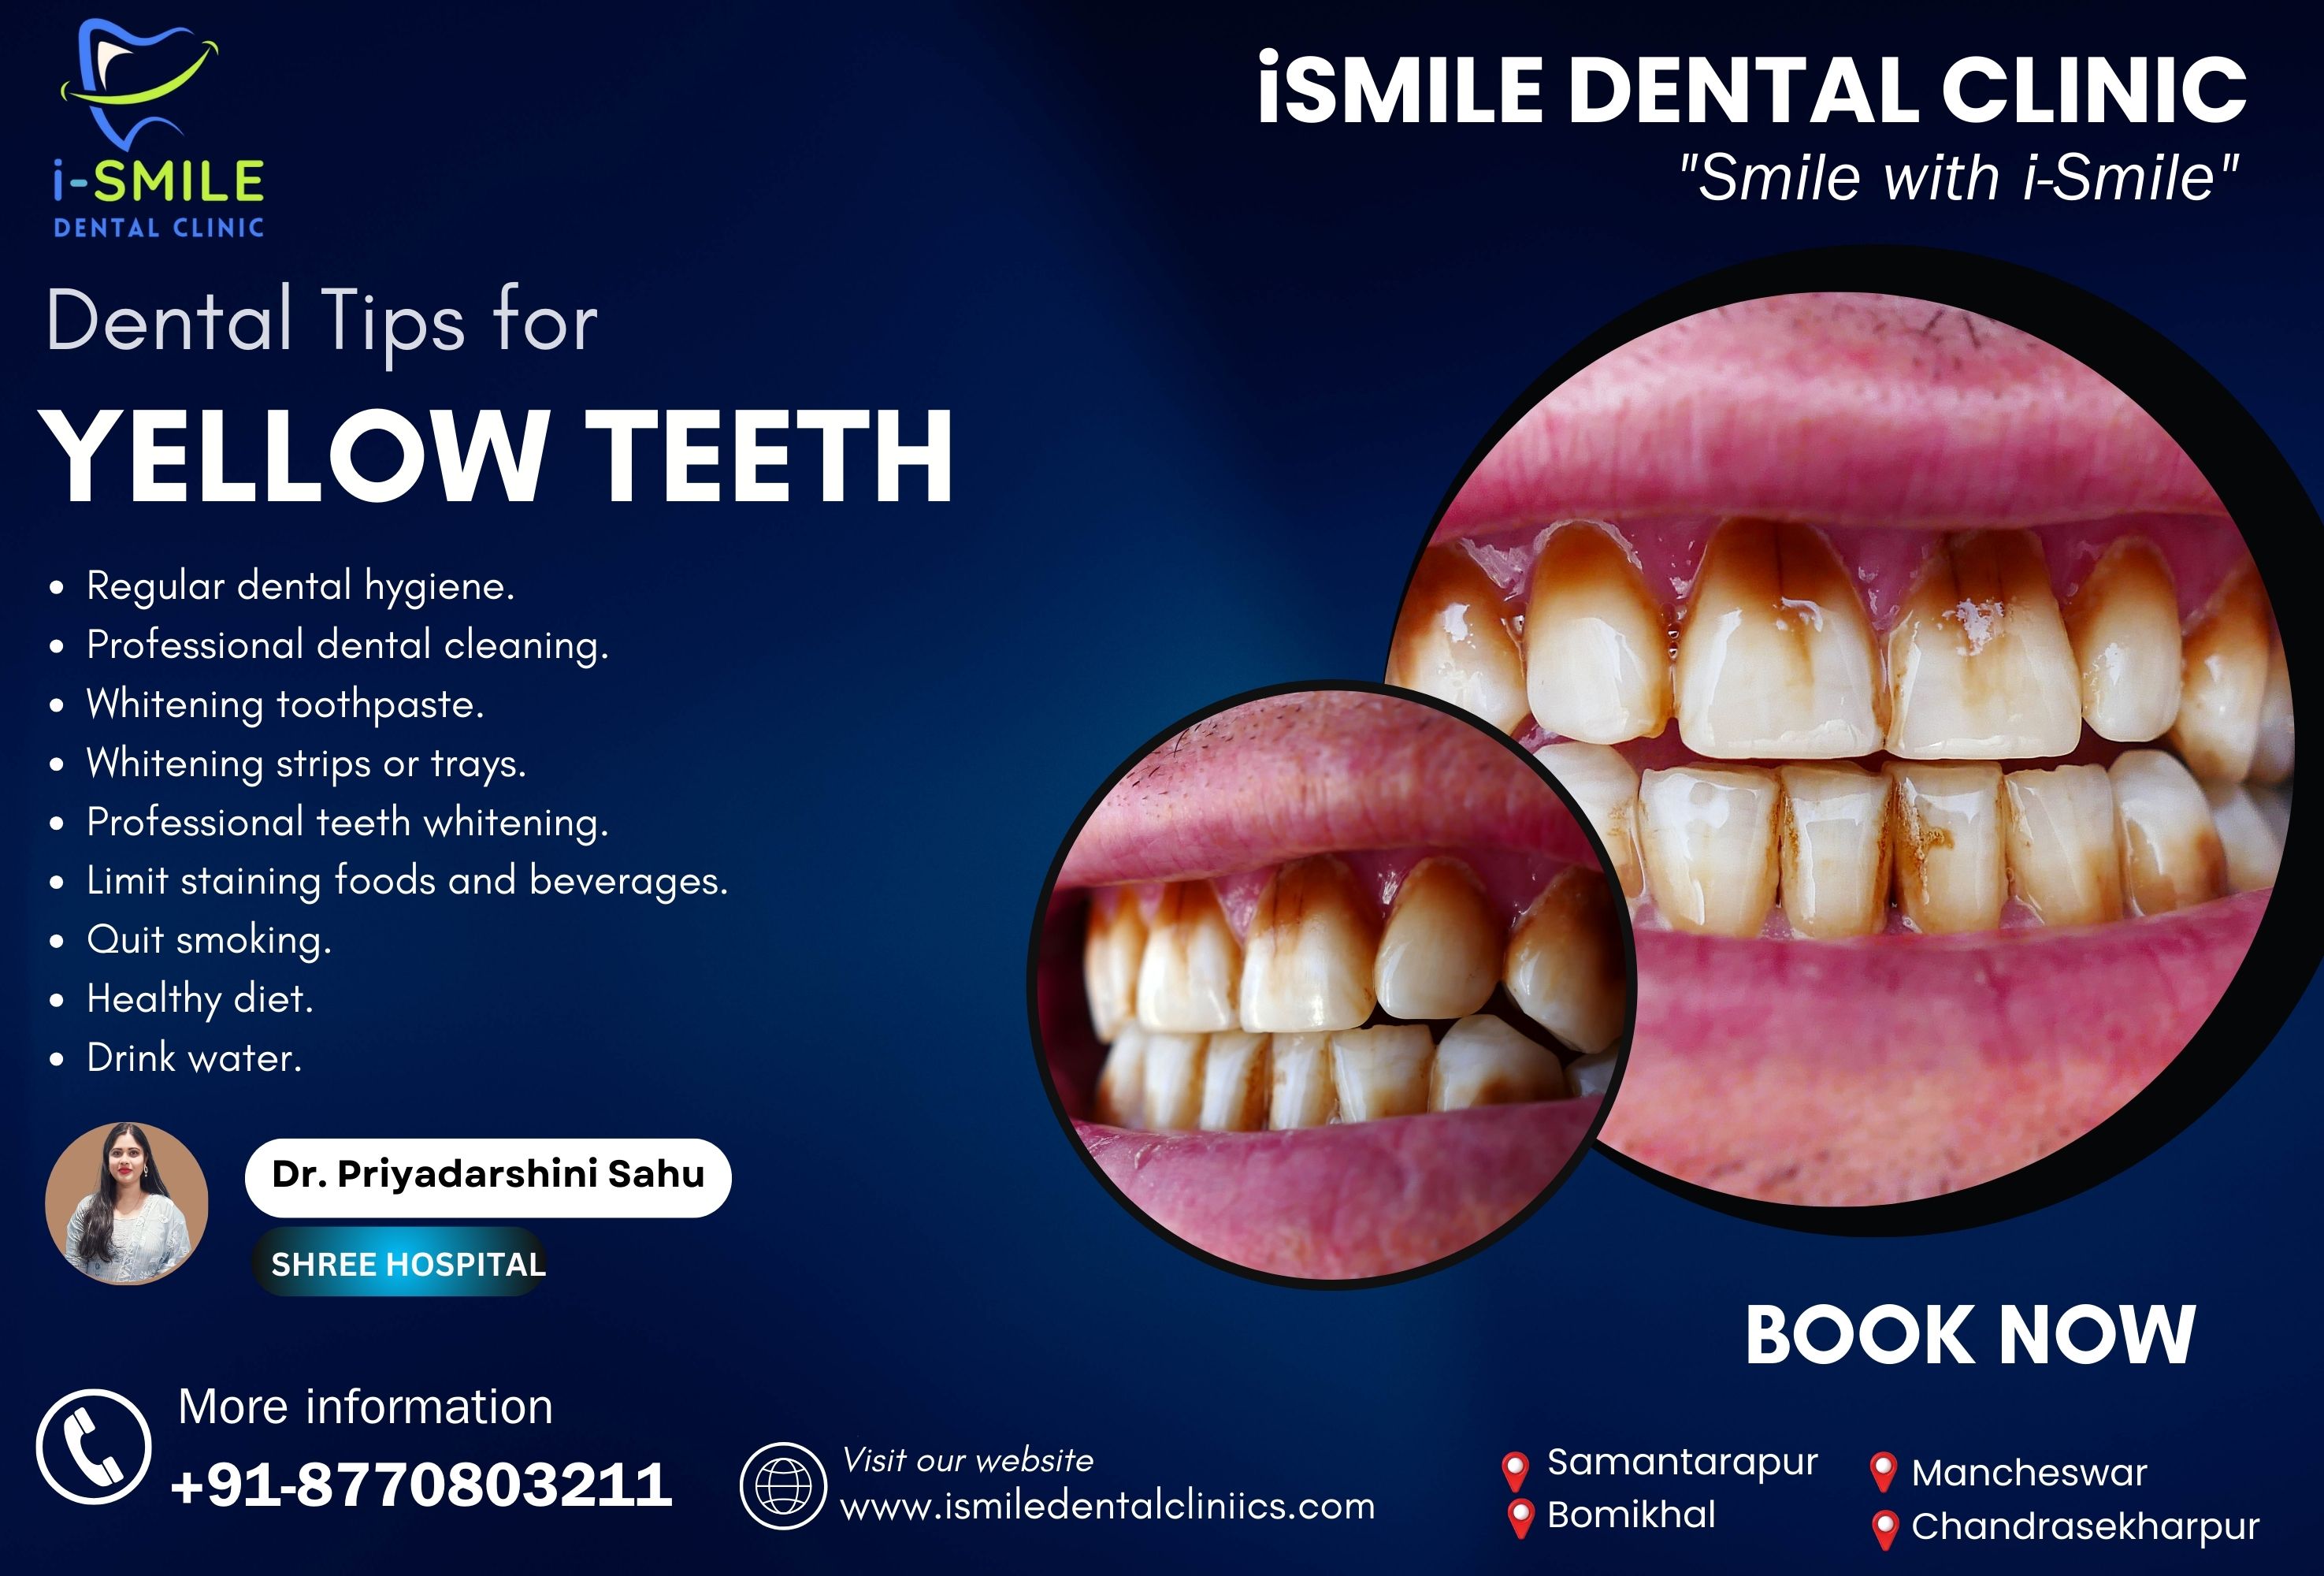 i-SMILE
DENTAL CLINIC
iSMILE DENTAL CLINIC
"Smile with i-Smile"
Dental Tips for
YELLOW TEETH
• Regular dental hygiene.
• Professional dental cleaning.
• Whitening toothpaste.
• Whitening strips or trays.
• Professional teeth whitening.
• Limit staining foods and beverages.
• Quit smoking.
• Healthy diet.
• Drink water.
Dr. Priyadarshini Sahu
SHREE HOSPITAL
BOOK NOW
More information
+91-8770803211
Visit our website
www.ismiledentalcliniics.com
Samantarapur
Bomikhal
Mancheswar
Chandrasekharpur